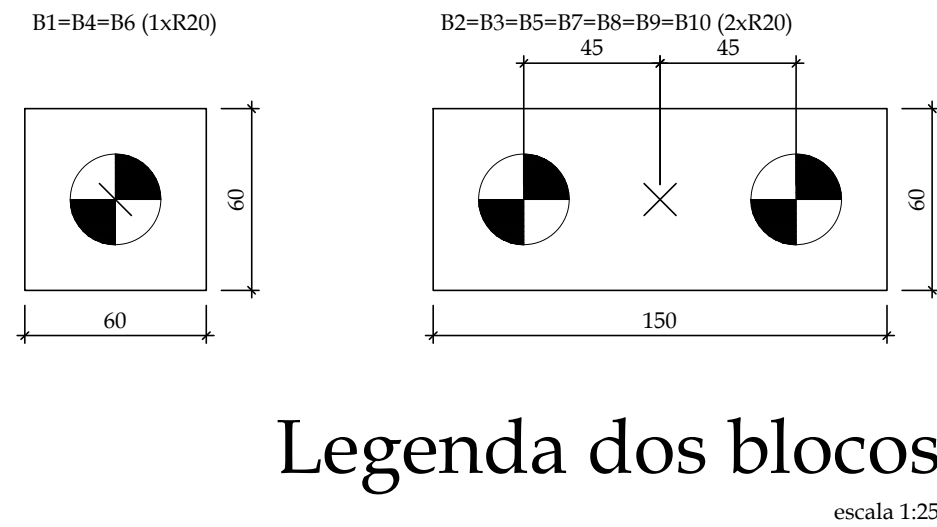 B1=B4=B6 (1xR20)
B2=B3=B5=B7=B8=B9=B10 (2xR20)
45
45
60
60
60
150
Legenda dos blocos
escala 1:25